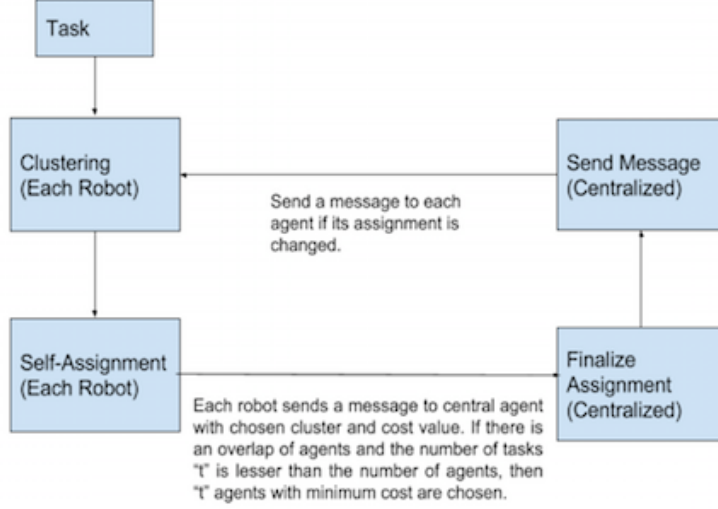 Task
Clustering
(Each Robot)
Send Message
(Centralized)
Send a message to each
agent if its assignment is
changed.
Self-Assignment
(Each Robot)
Finalize
Assignment
(Centralized)
Each robot sends a message to central agent
with chosen cluster and cost value. If there is
an overlap of agents and the number of tasks
“t” is lesser than the number of agents, then
“t” agents with minimum cost are chosen.